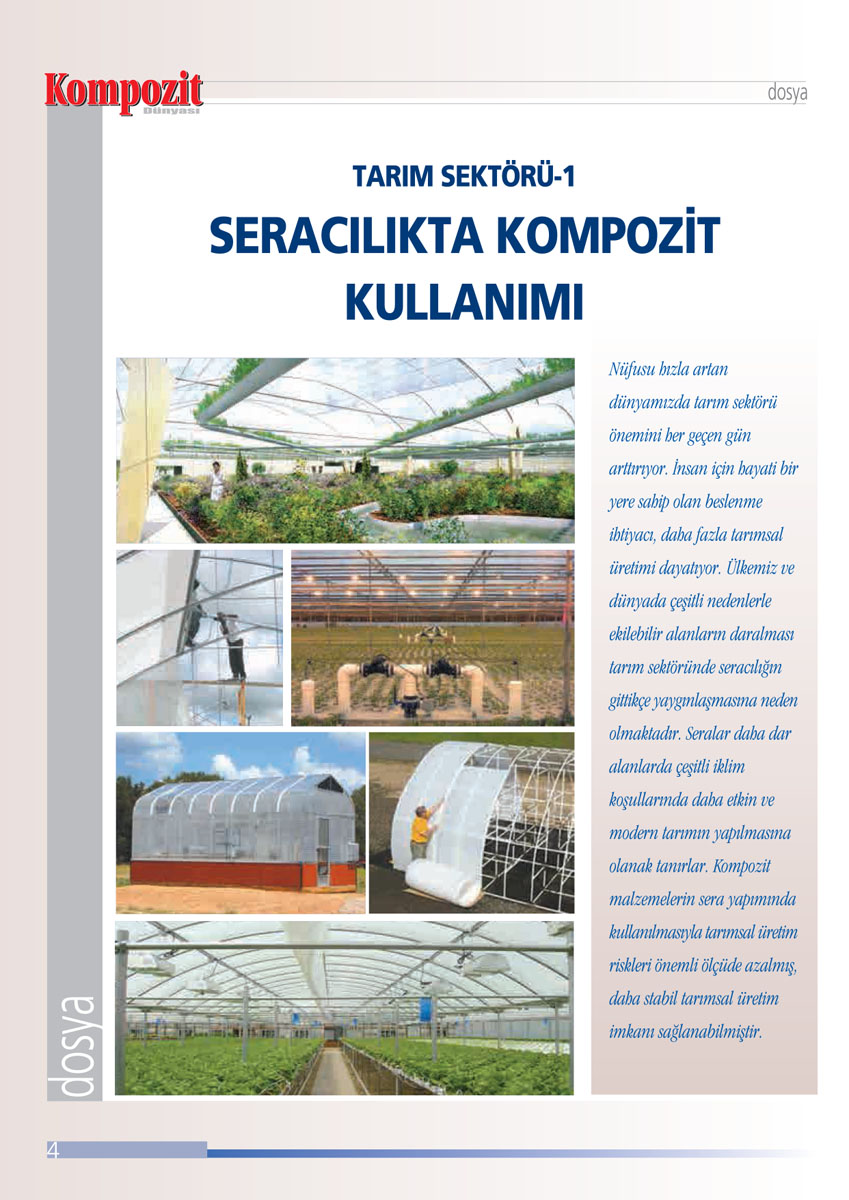 Kompozit
Dünyası
dosya
TARIM SEKTÖRÜ-1
SERACILIKTA KOMPOZİT
KULLANIMI
Nüfusu hızla artan
dünyamızda tarım sektörü
önemini her geçen gün
arttırıyor. İnsan için hayati bir
yere sahip olan beslenme
ihtiyacı, daha fazla tarımsal
üretimi dayatıyor. Ülkemiz ve
dünyada çeşitli nedenlerle
ekilebilir alanların daralması
tarım sektöründe seracılığın
gittikçe yaygınlaşmasına neden
olmaktadır. Seralar daha dar
alanlarda çeşitli iklim
koşullarında daha etkin ve
modern tarımın yapılmasına
olanak tanırlar. Kompozit
malzemelerin sera yapımında
kullanılmasıyla tarımsal üretim
riskleri önemli ölçüde azalmış,
daha stabil tarımsal üretim
imkanı sağlanabilmiştir.
dosya
4